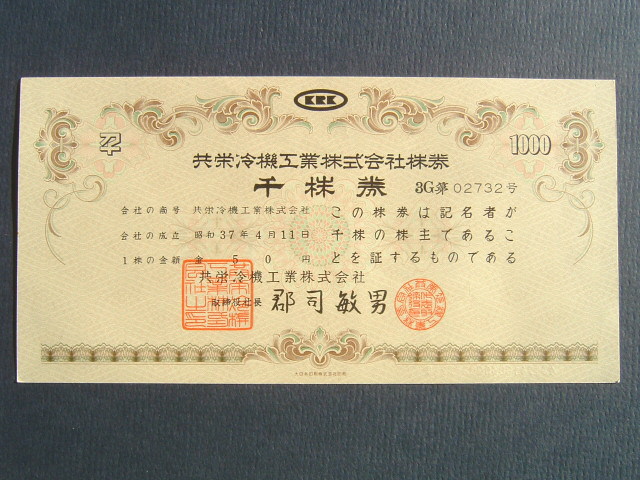 KRK
千
1000
共栄冷機工業株式会社株券
千株券
3G第02732号
会社の商号 共栄冷機工業株式会社
会社の成立 昭和37年4月11日
1株の金額 金50円
この株券は記名者が
千株の株主であるこ
とを証するものである
共栄冷機工業株式会社
取締役社長 郡司敏男